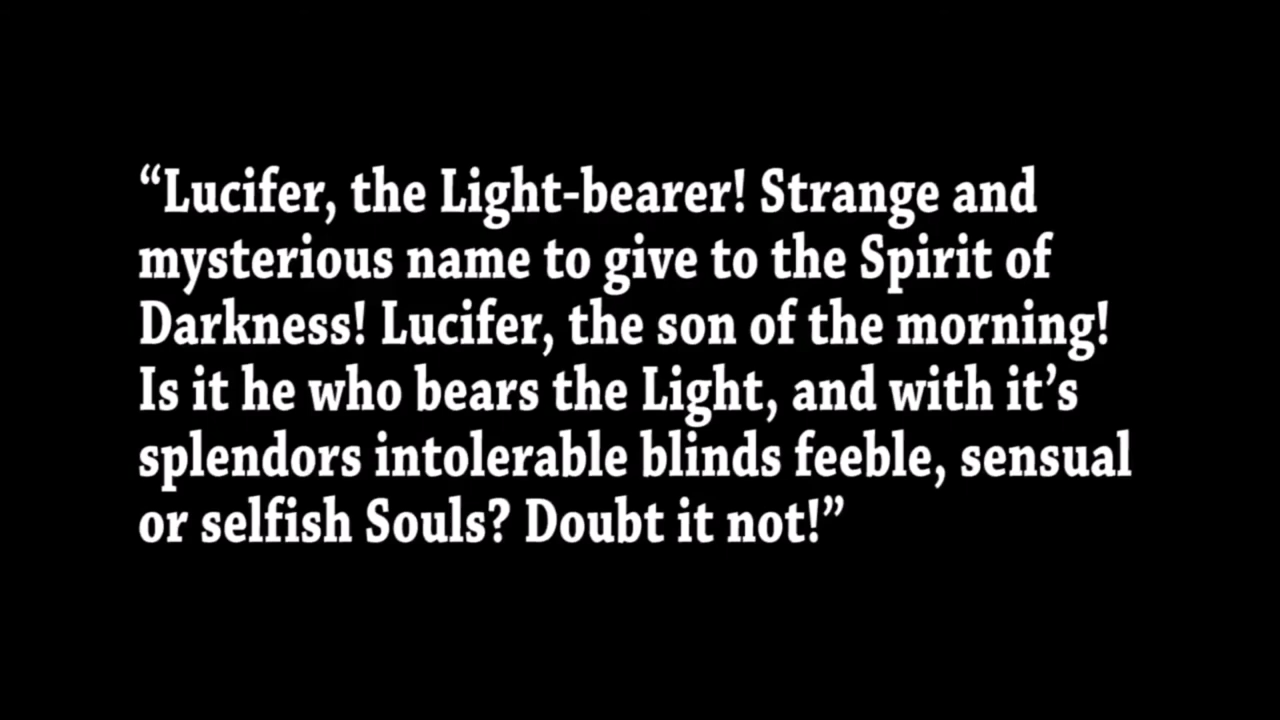 “Lucifer, the Light-bearer! Strange and
mysterious name to give to the Spirit of
Darkness! Lucifer, the son of the morning!
Is it he who bears the Light, and with it’s
splendors intolerable blinds feeble, sensual
or selfish Souls? Doubt it not!”